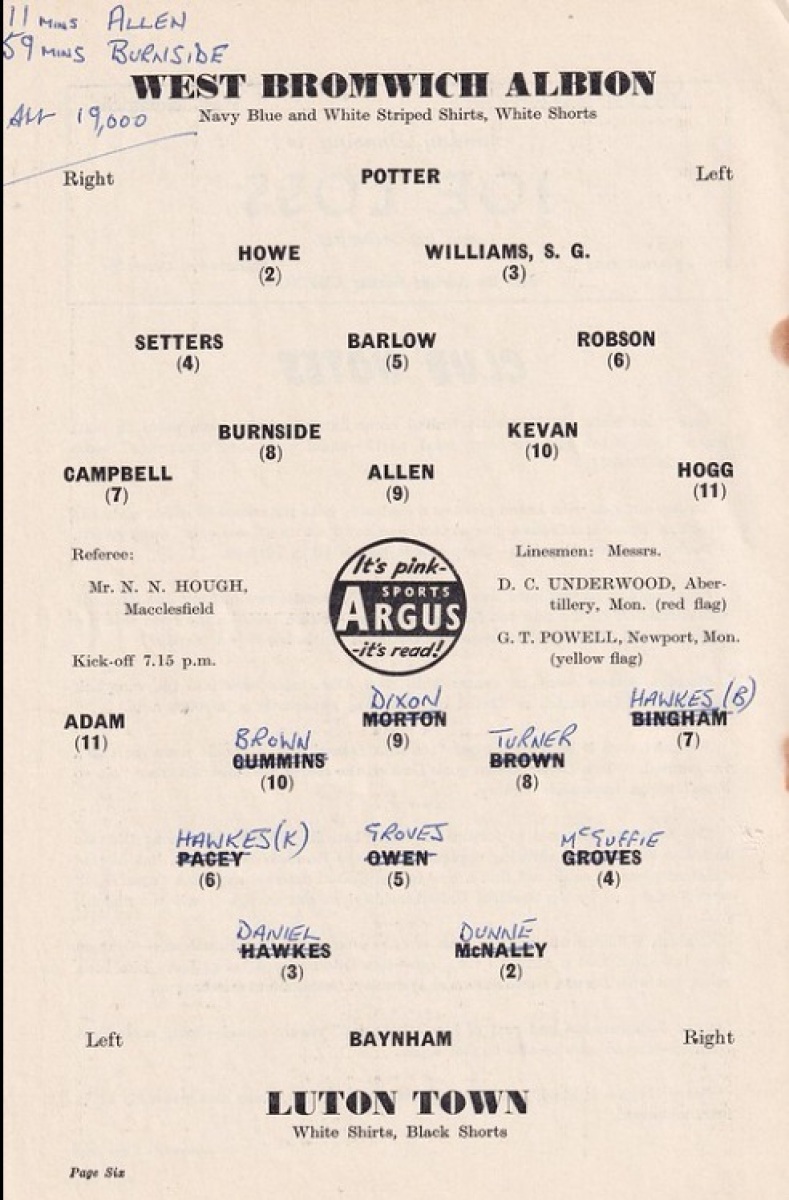 11 MINS ALLEN
59 MINS BURNSIDE
WEST BROMWICH ALBION
Att 19,000
Navy Blue and White Striped Shirts, White Shorts
Right POTTER Left
HOWE WILLIAMS, S. G.
(2) (3)
SETTERS BARLOW ROBSON
(4) (5) (6)
BURNSIDE KEVAN
(8) (10)
CAMPBELL ALLEN HOGG
(7) (9) (11)
Referee:
Mr. N. N. HOUGH,
Macclesfield
Kick-off 7.15 p.m.
It's pink-
SPORTS
ARGUS
-it's read!
Linesmen: Messrs.
D. C. UNDERWOOD, Aber-
tillery, Mon. (red flag)
G. T. POWELL, Newport, Mon.
(yellow flag)
DIXON HAWKES (B)
ADAM MORTON BINGHAM
(11) (9) (7)
BROWN TURNER
CUMMINS BROWN
(10) (8)
HAWKES (K) GROVES McGUFFIE
PACEY OWEN GROVES
(6) (5) (4)
DANIEL DUNNE
HAWKES McNALLY
(3) (2)
Left BAYNHAM Right
LUTON TOWN
White Shirts, Black Shorts
Page Six